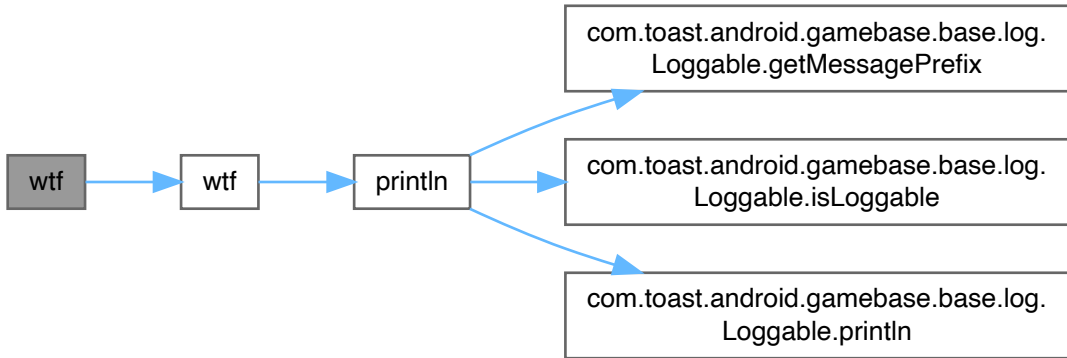 wtf
wtf
println
com.toast.android.gamebase.base.log.
Loggable.getMessagePrefix
com.toast.android.gamebase.base.log.
Loggable.isLoggable
com.toast.android.gamebase.base.log.
Loggable.println